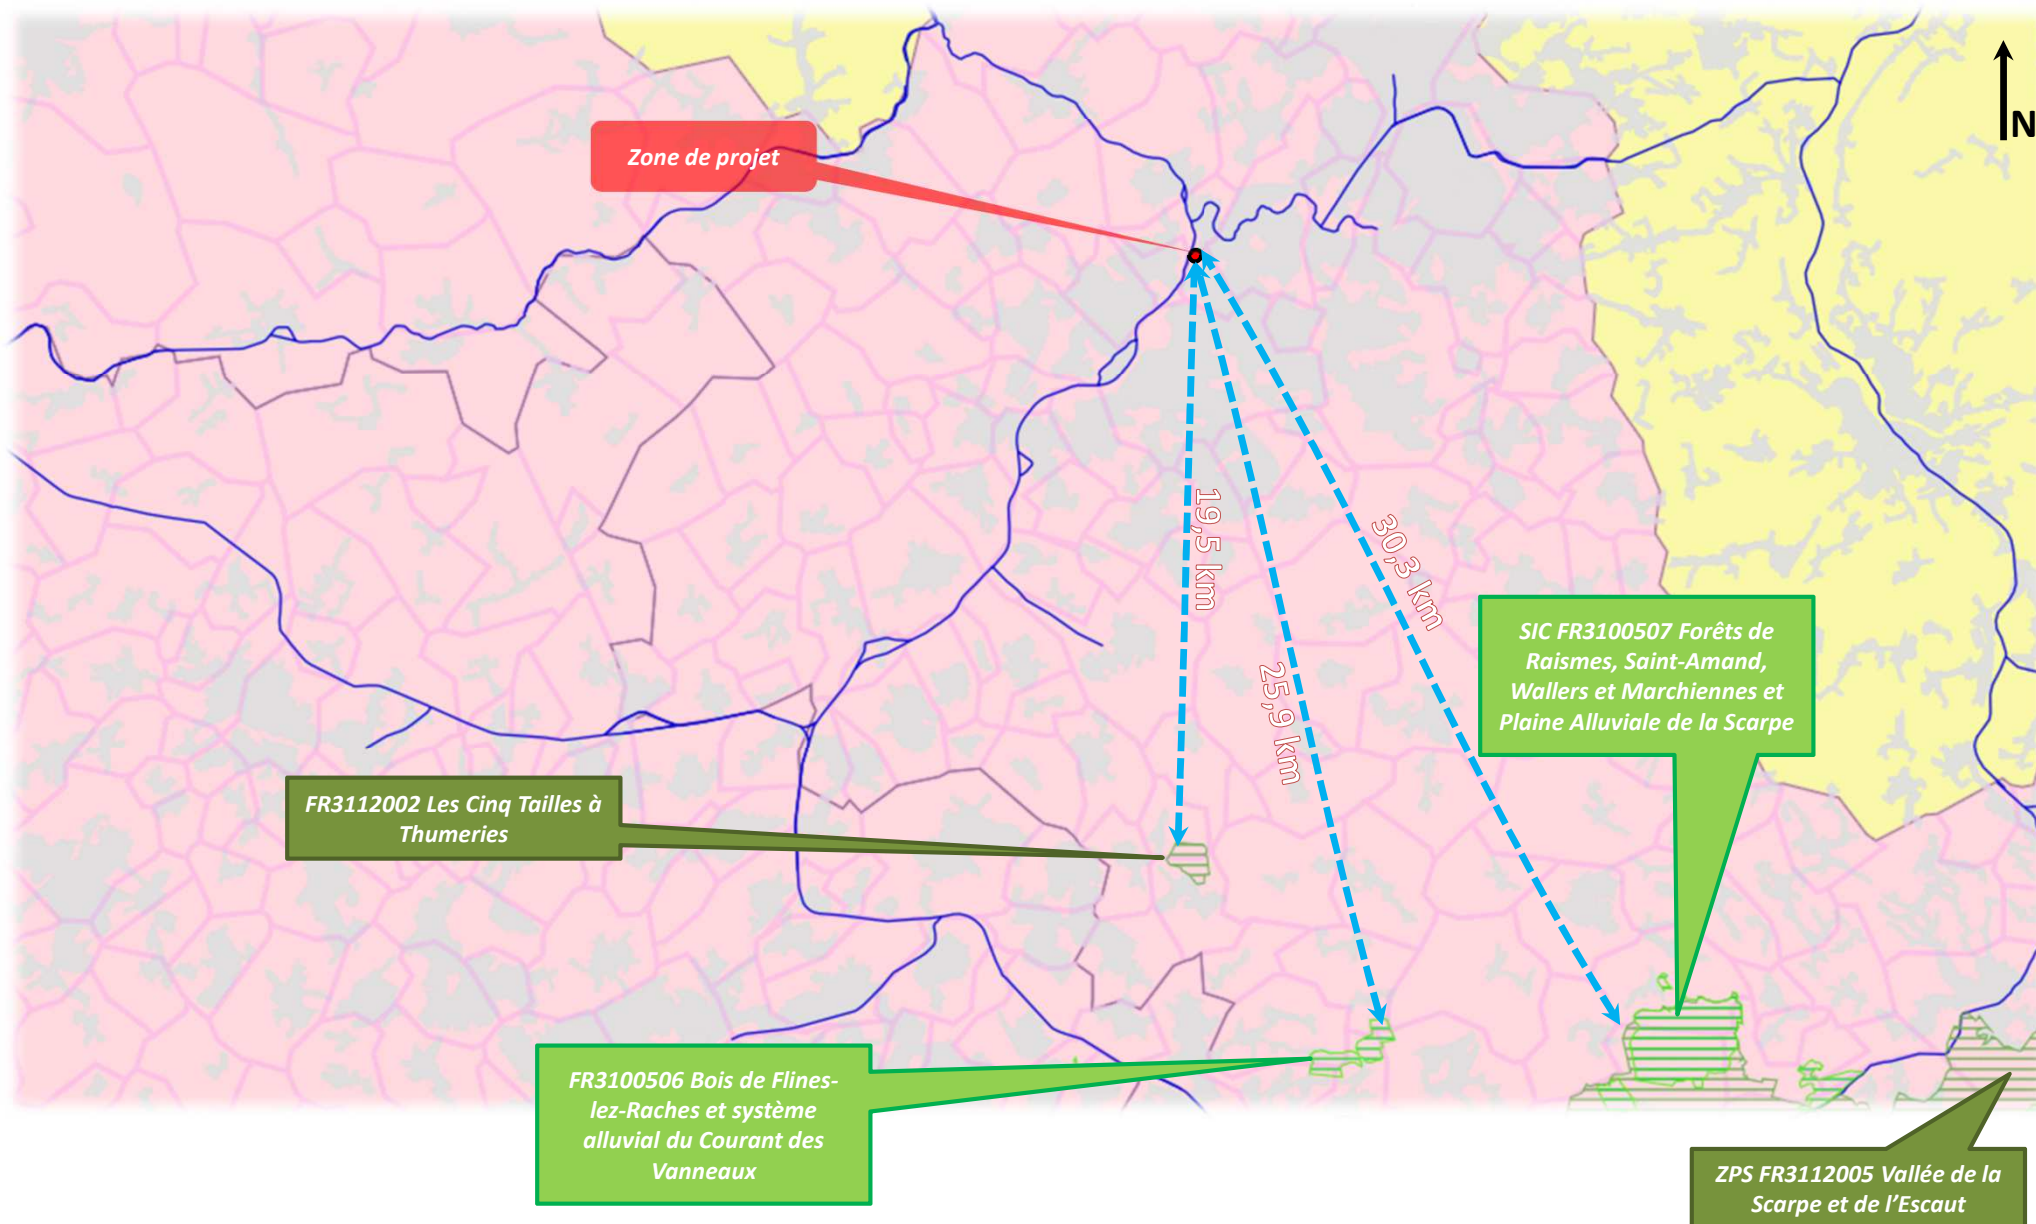 N
Zone de projet
19,5 km
30,3 km
25,9 km
SIC FR3100507 Forêts de
Raismes, Saint-Amand,
Wallers et Marchiennes et
Plaine Alluviale de la Scarpe
FR3112002 Les Cinq Tailles à
Thumeries
FR3100506 Bois de Flines-
lez-Raches et système
alluvial du Courant des
Vanneaux
ZPS FR3112005 Vallée de la
Scarpe et de l’Escaut